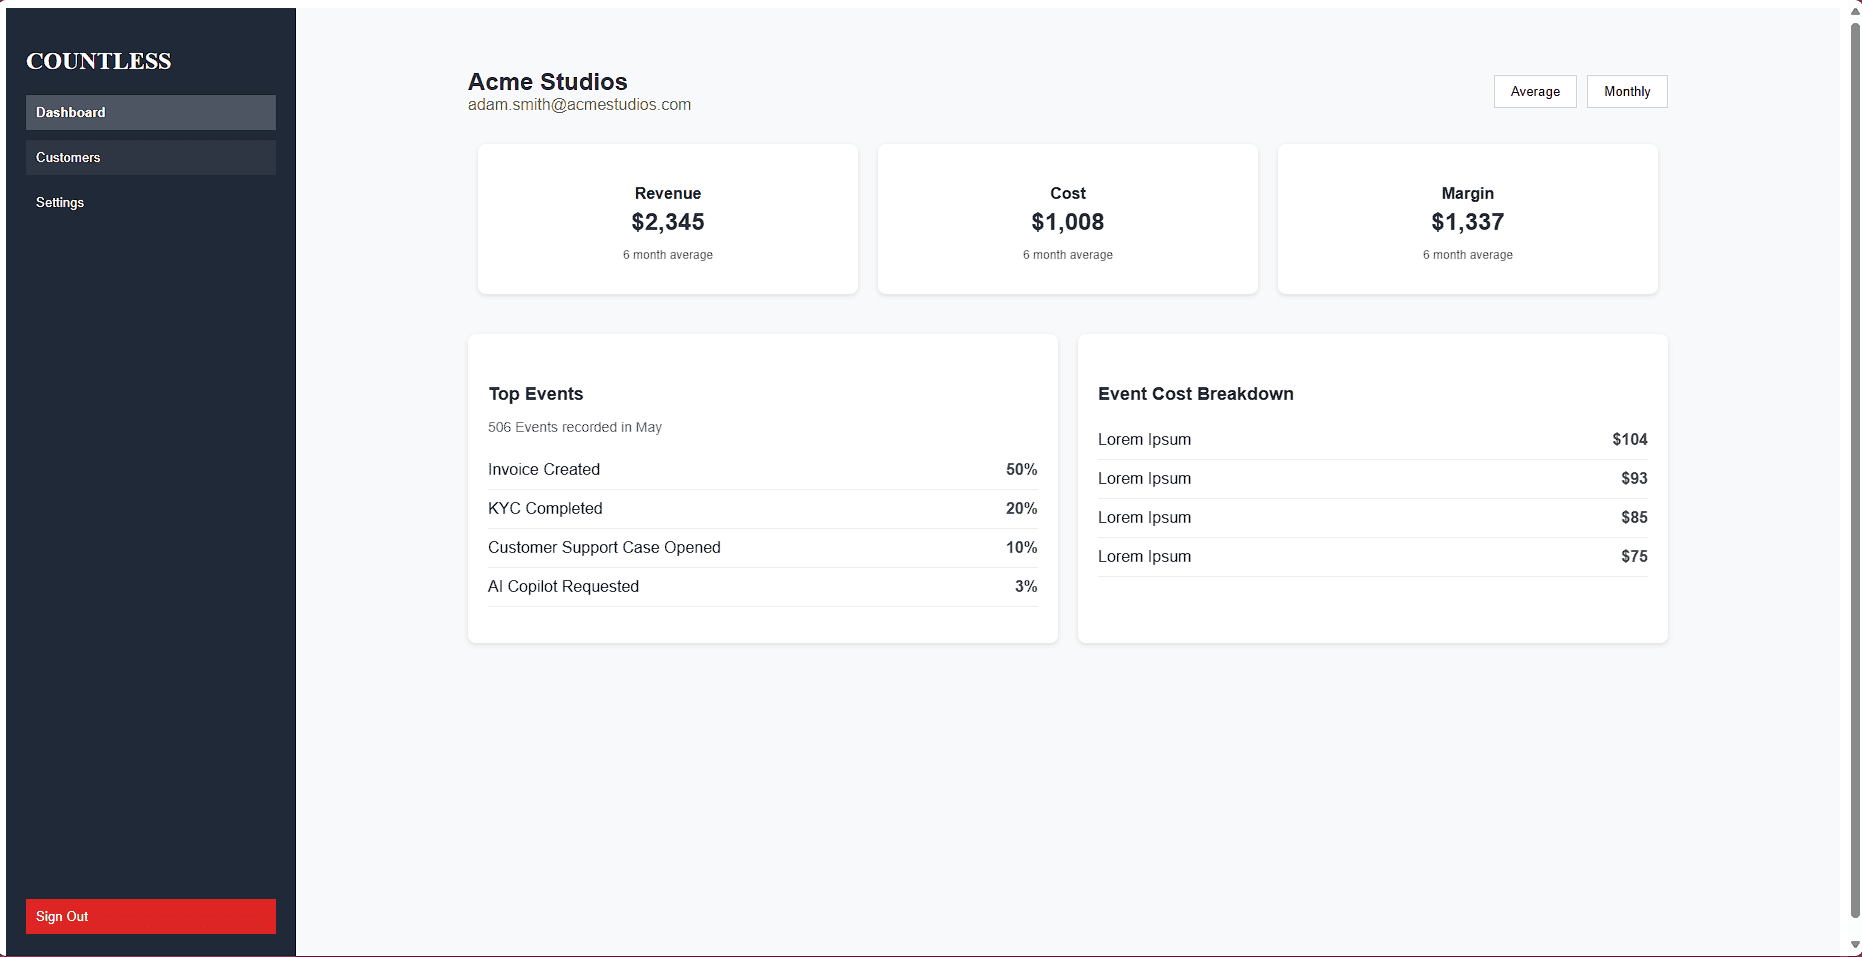 COUNTLESS
Dashboard
Customers
Settings
Sign Out
Acme Studios
adam.smith@acmestudios.com
Average
Monthly
Revenue
$2,345
6 month average
Cost
$1,008
6 month average
Margin
$1,337
6 month average
Top Events
506 Events recorded in May
Invoice Created 50%
KYC Completed 20%
Customer Support Case Opened 10%
AI Copilot Requested 3%
Event Cost Breakdown
Lorem Ipsum $104
Lorem Ipsum $93
Lorem Ipsum $85
Lorem Ipsum $75